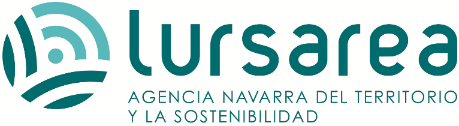 lursarea
AGENCIA NAVARRA DEL TERRITORIO
Y LA SOSTENIBILIDAD